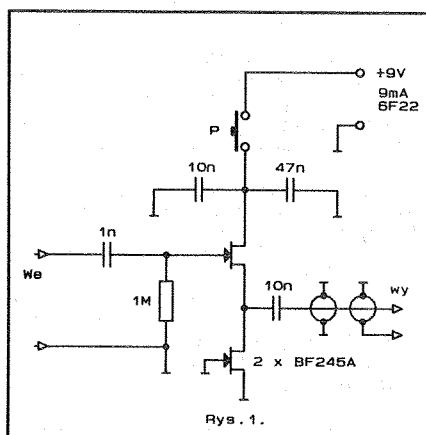 +9V
9mA
6F22
P
10n
47n
1n
We
1M
10n
wy
2 x BF245A
Rys.1.